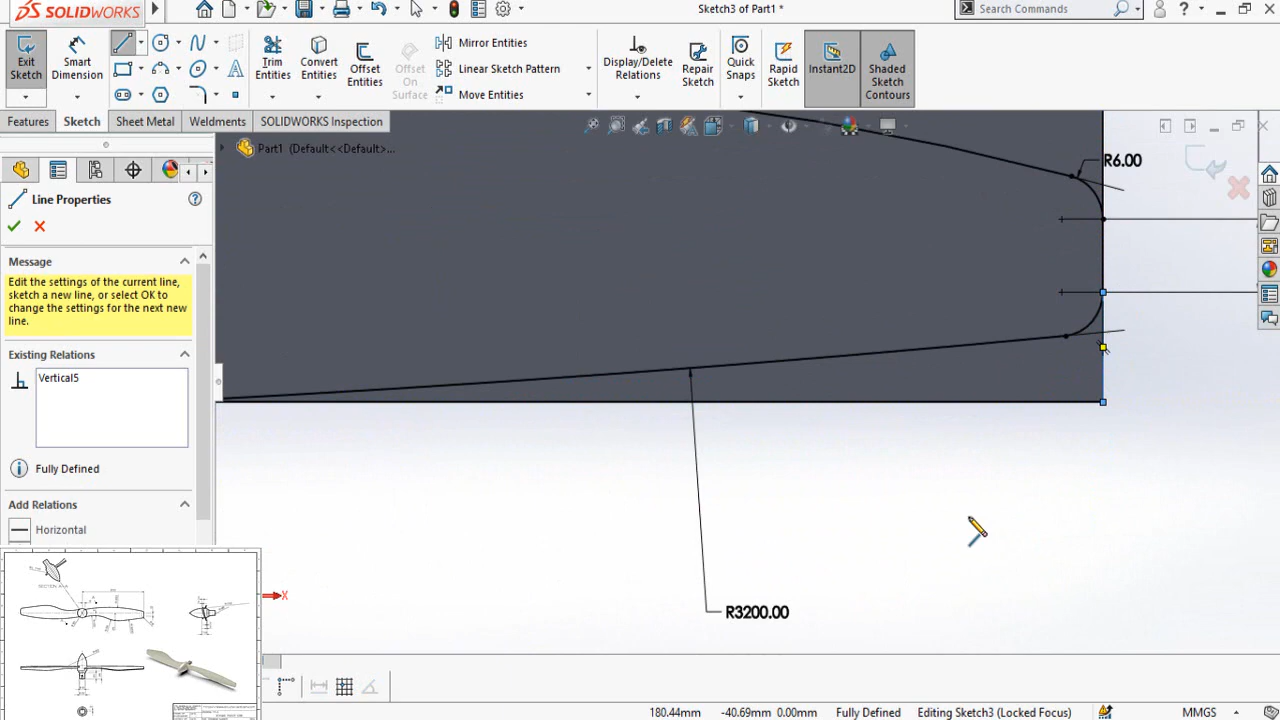 SOLIDWORKS
Sketch3 of Part1 *
Search Commands
Exit Sketch
Smart Dimension
Trim Entities
Convert Entities
Offset Entities
Offset On Surface
Mirror Entities
Linear Sketch Pattern
Move Entities
Display/Delete Relations
Repair Sketch
Quick Snaps
Rapid Sketch
Instant2D
Shaded Sketch Contours
Features
Sketch
Sheet Metal
Weldments
SOLIDWORKS Inspection
Part1 (Default<<Default>...
Line Properties
Message
Edit the settings of the current line,
sketch a new line, or select OK to
change the settings for the next new
line.
Existing Relations
Vertical5
Fully Defined
Add Relations
Horizontal
R6.00
R3200.00
X
SECTION A-A
80.44mm
-40.69mm
0.00mm
Fully Defined
Editing Sketch3 (Locked Focus)
MMGS